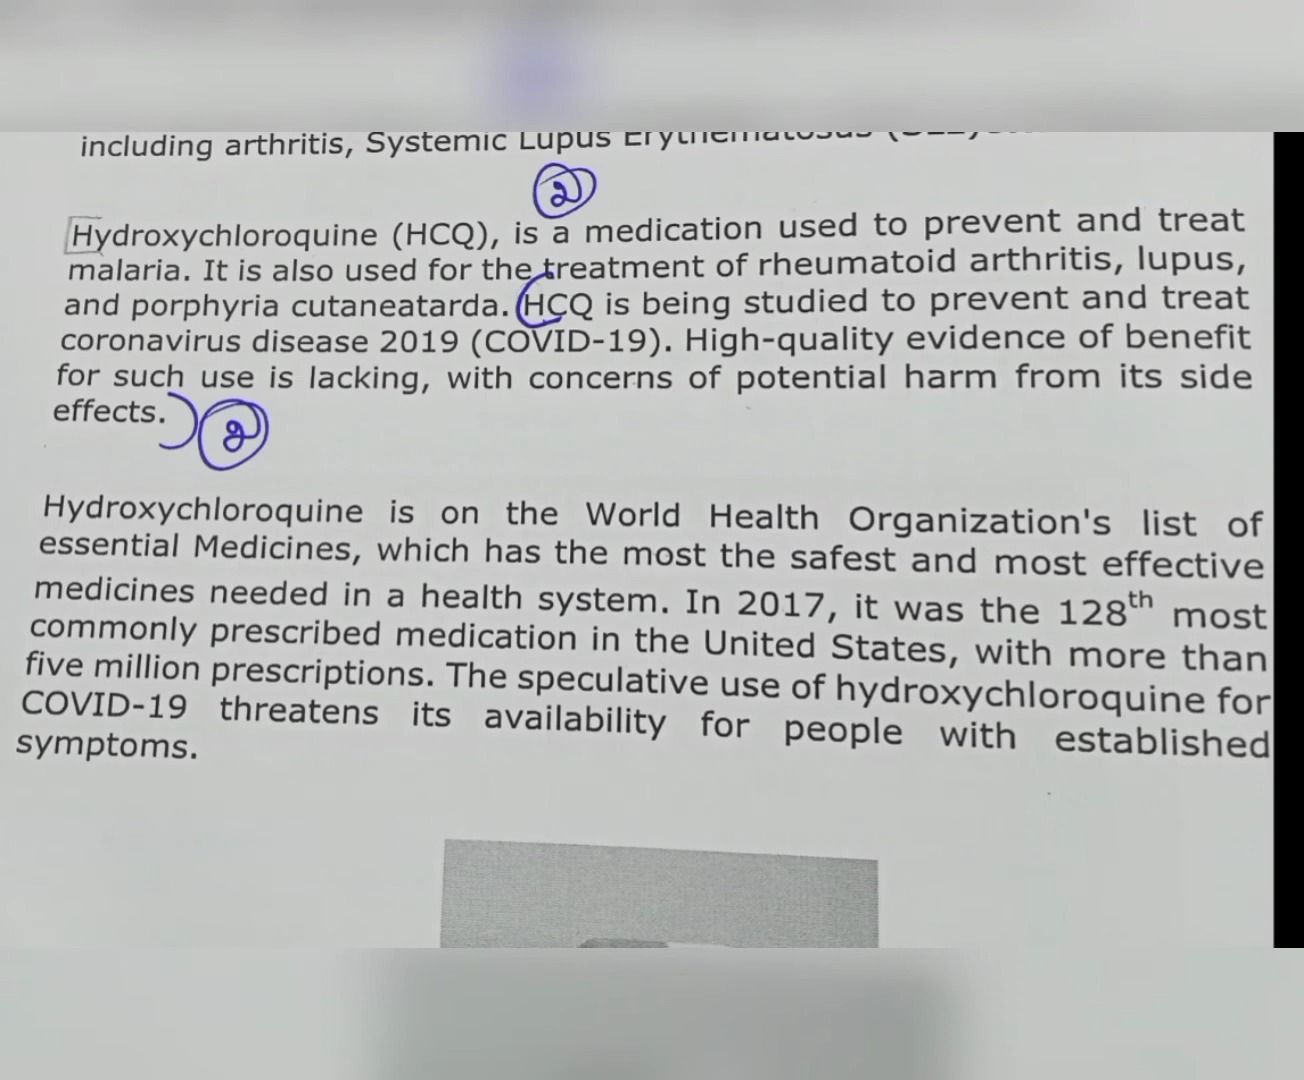 including arthritis, Systemic Lupus Erythematosus
2
Hydroxychloroquine (HCQ), is a medication used to prevent and treat
malaria. It is also used for the treatment of rheumatoid arthritis, lupus,
and porphyria cutaneatarda. HCQ is being studied to prevent and treat
coronavirus disease 2019 (COVID-19). High-quality evidence of benefit
for such use is lacking, with concerns of potential harm from its side
effects.
2
Hydroxychloroquine is on the World Health Organization's list of
essential Medicines, which has the most the safest and most effective
medicines needed in a health system. In 2017, it was the 128th most
commonly prescribed medication in the United States, with more than
five million prescriptions. The speculative use of hydroxychloroquine for
COVID-19 threatens its availability for people with established
symptoms.